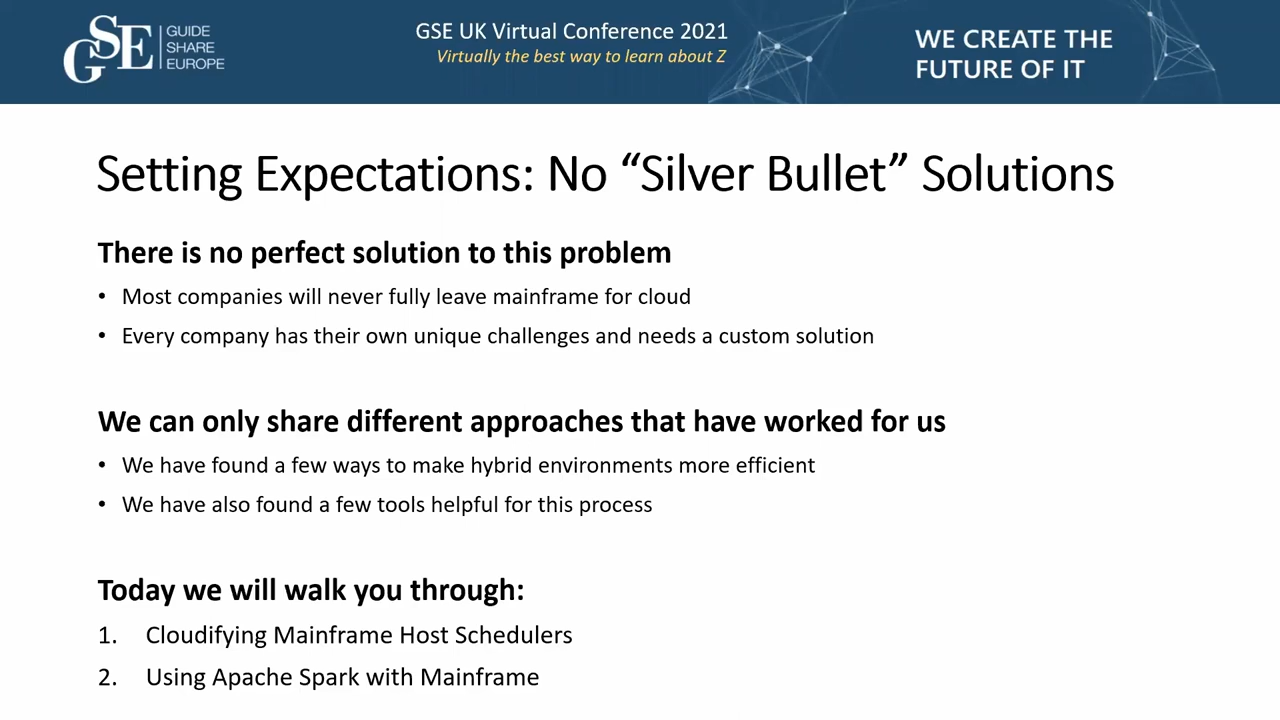 GSE
GUIDE
SHARE
EUROPE
GSE UK Virtual Conference 2021
Virtually the best way to learn about Z
WE CREATE THE
FUTURE OF IT
Setting Expectations: No “Silver Bullet” Solutions
There is no perfect solution to this problem
• Most companies will never fully leave mainframe for cloud
• Every company has their own unique challenges and needs a custom solution
We can only share different approaches that have worked for us
• We have found a few ways to make hybrid environments more efficient
• We have also found a few tools helpful for this process
Today we will walk you through:
1. Cloudifying Mainframe Host Schedulers
2. Using Apache Spark with Mainframe